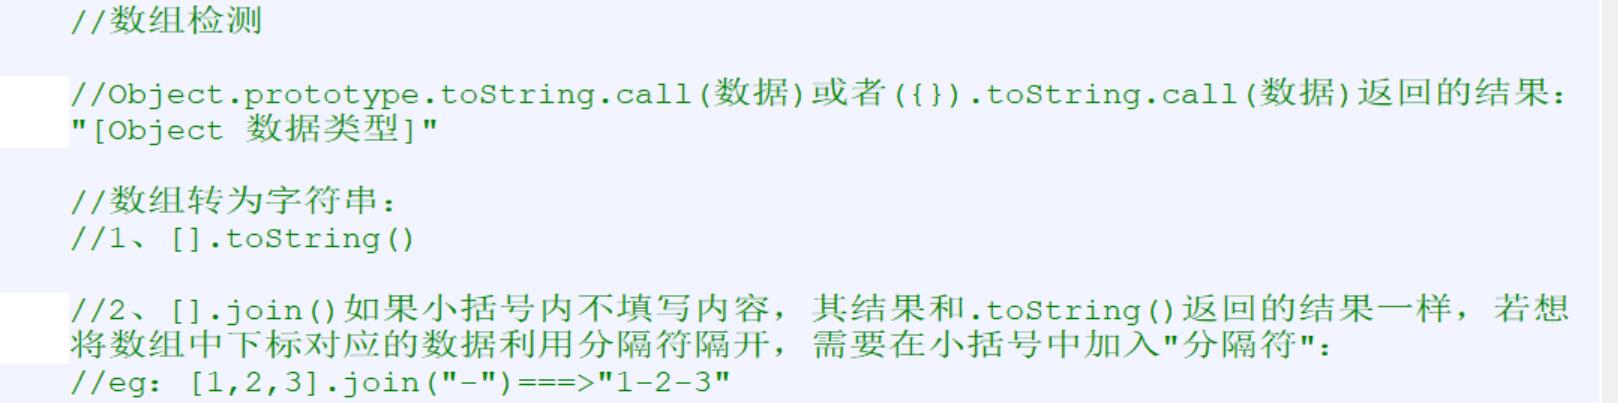 //数组检测
//Object.prototype.toString.call(数据)或者({}).toString.call(数据)返回的结果：
"[Object 数据类型]"
//数组转为字符串：
//1、[].toString()
//2、[].join()如果小括号内不填写内容，其结果和.toString()返回的结果一样，若想
将数组中下标对应的数据利用分隔符隔开，需要在小括号中加入"分隔符"：
//eg：[1,2,3].join("-")===>"1-2-3"